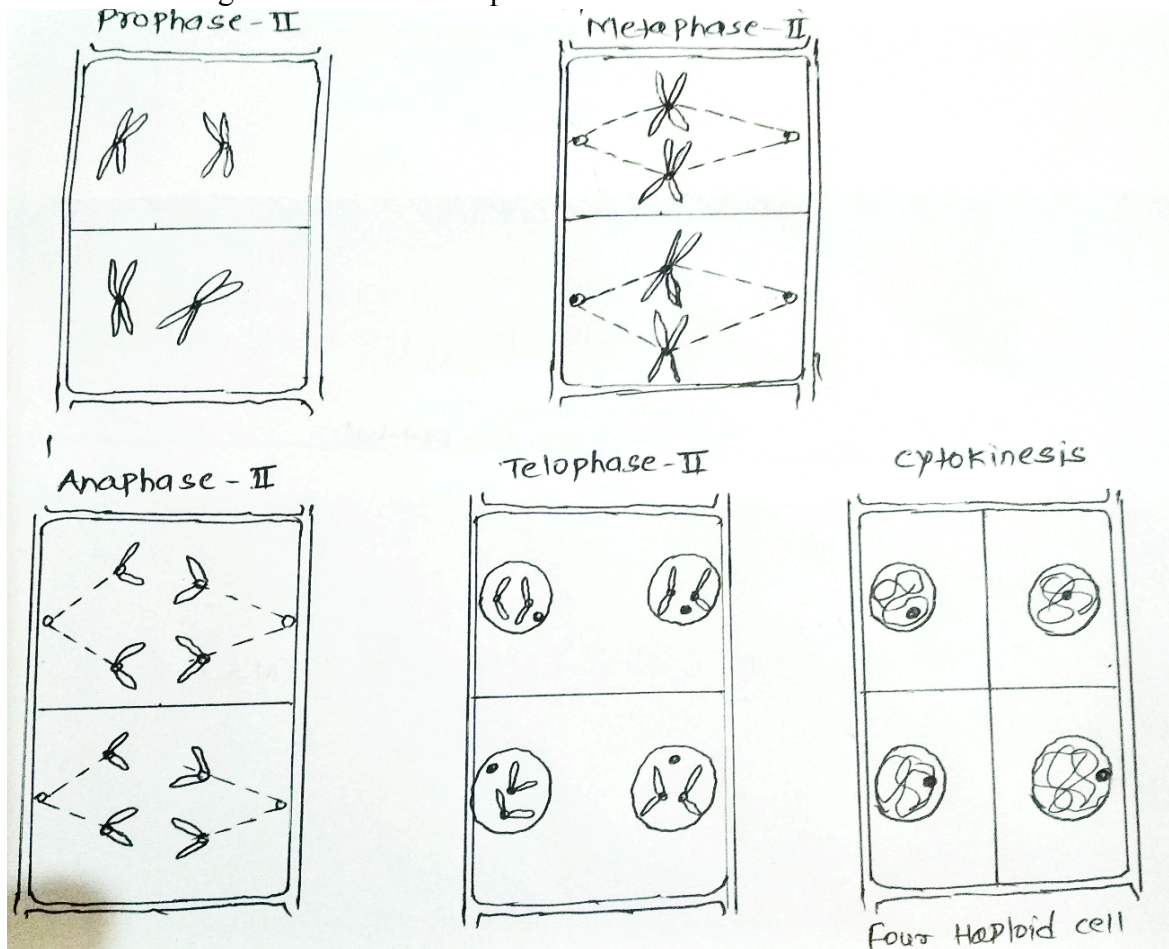 Prophase-II
Metaphase-II
Anaphase-II
Telophase-II
cytokinesis
Four Haploid cell